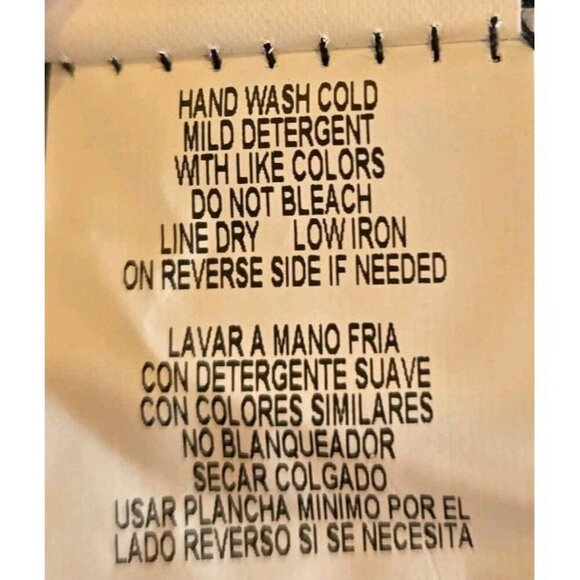 HAND WASH COLD
MILD DETERGENT
WITH LIKE COLORS
DO NOT BLEACH
LINE DRY LOW IRON
ON REVERSE SIDE IF NEEDED
LAVAR A MANO FRIA
CON DETERGENTE SUAVE
CON COLORES SIMILARES
NO BLANQUEADOR
SECAR COLGADO
USAR PLANCHA MINIMO POR EL
LADO REVERSO SI SE NECESITA